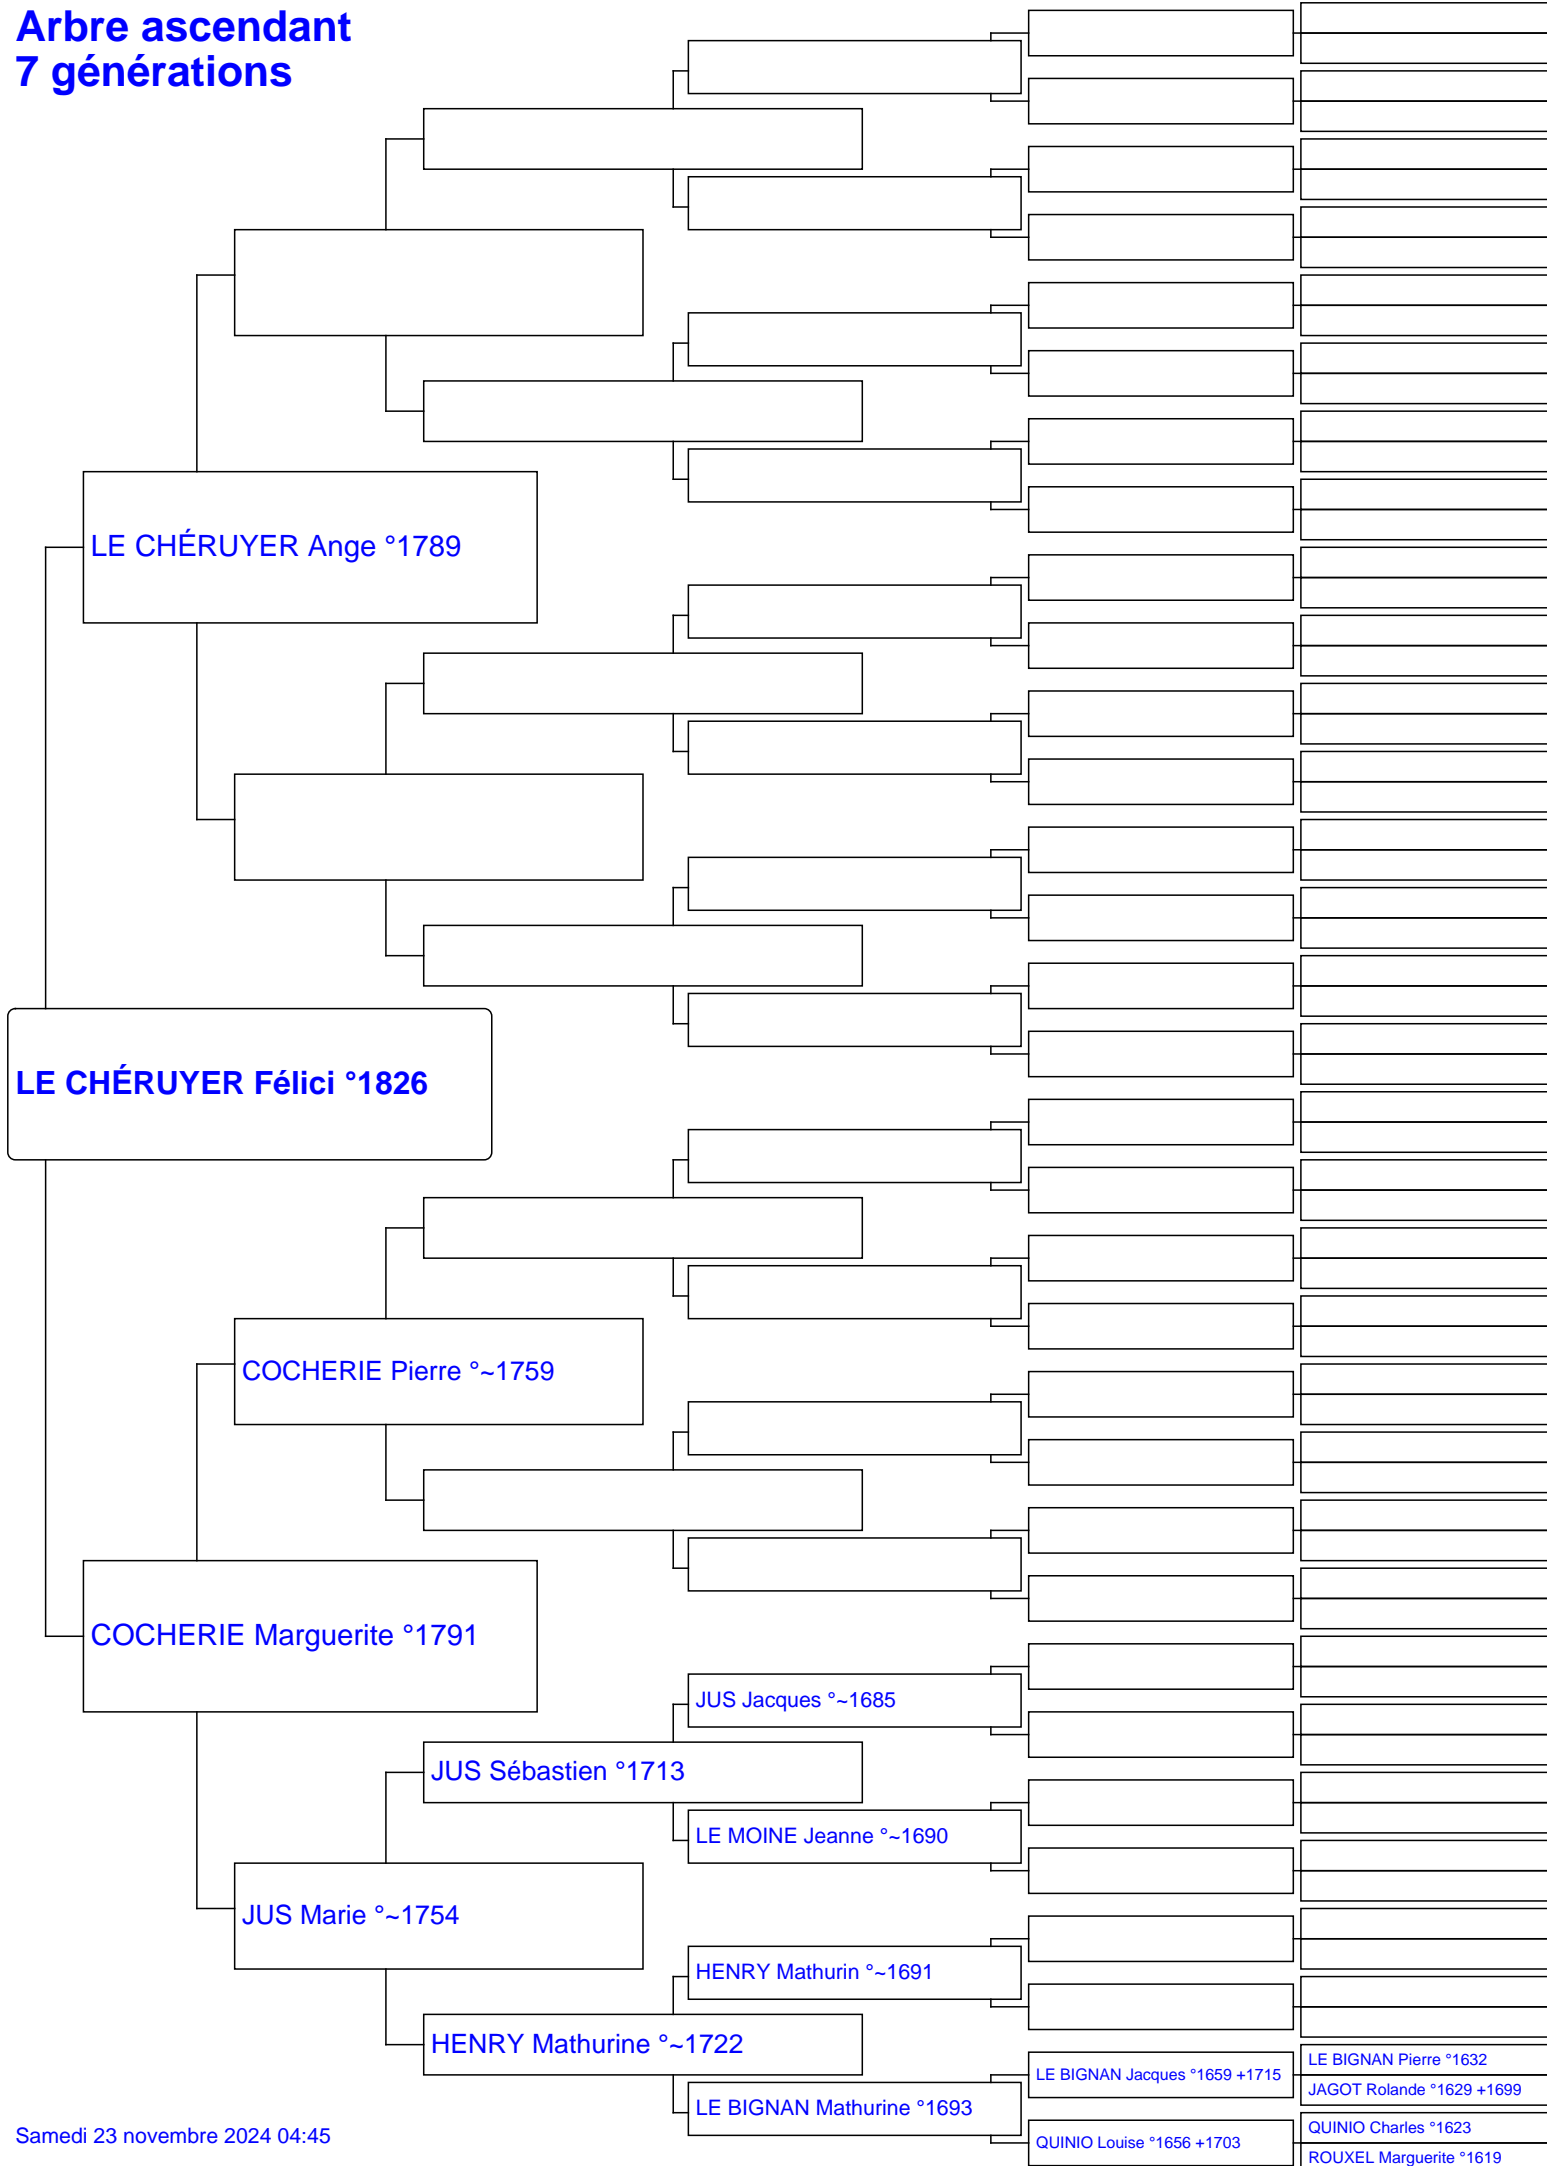 Arbre ascendant
7 générations
LE CHÉRUYER Ange °1789
LE CHÉRUYER Félici °1826
COCHERIE Pierre °~1759
COCHERIE Marguerite °1791
JUS Jacques °~1685
JUS Sébastien °1713
LE MOINE Jeanne °~1690
JUS Marie °~1754
HENRY Mathurin °~1691
HENRY Mathurine °~1722
LE BIGNAN Pierre °1632
LE BIGNAN Jacques °1659 +1715
JAGOT Rolande °1629 +1699
LE BIGNAN Mathurine °1693
QUINIO Charles °1623
QUINIO Louise °1656 +1703
ROUXEL Marguerite °1619
Samedi 23 novembre 2024 04:45